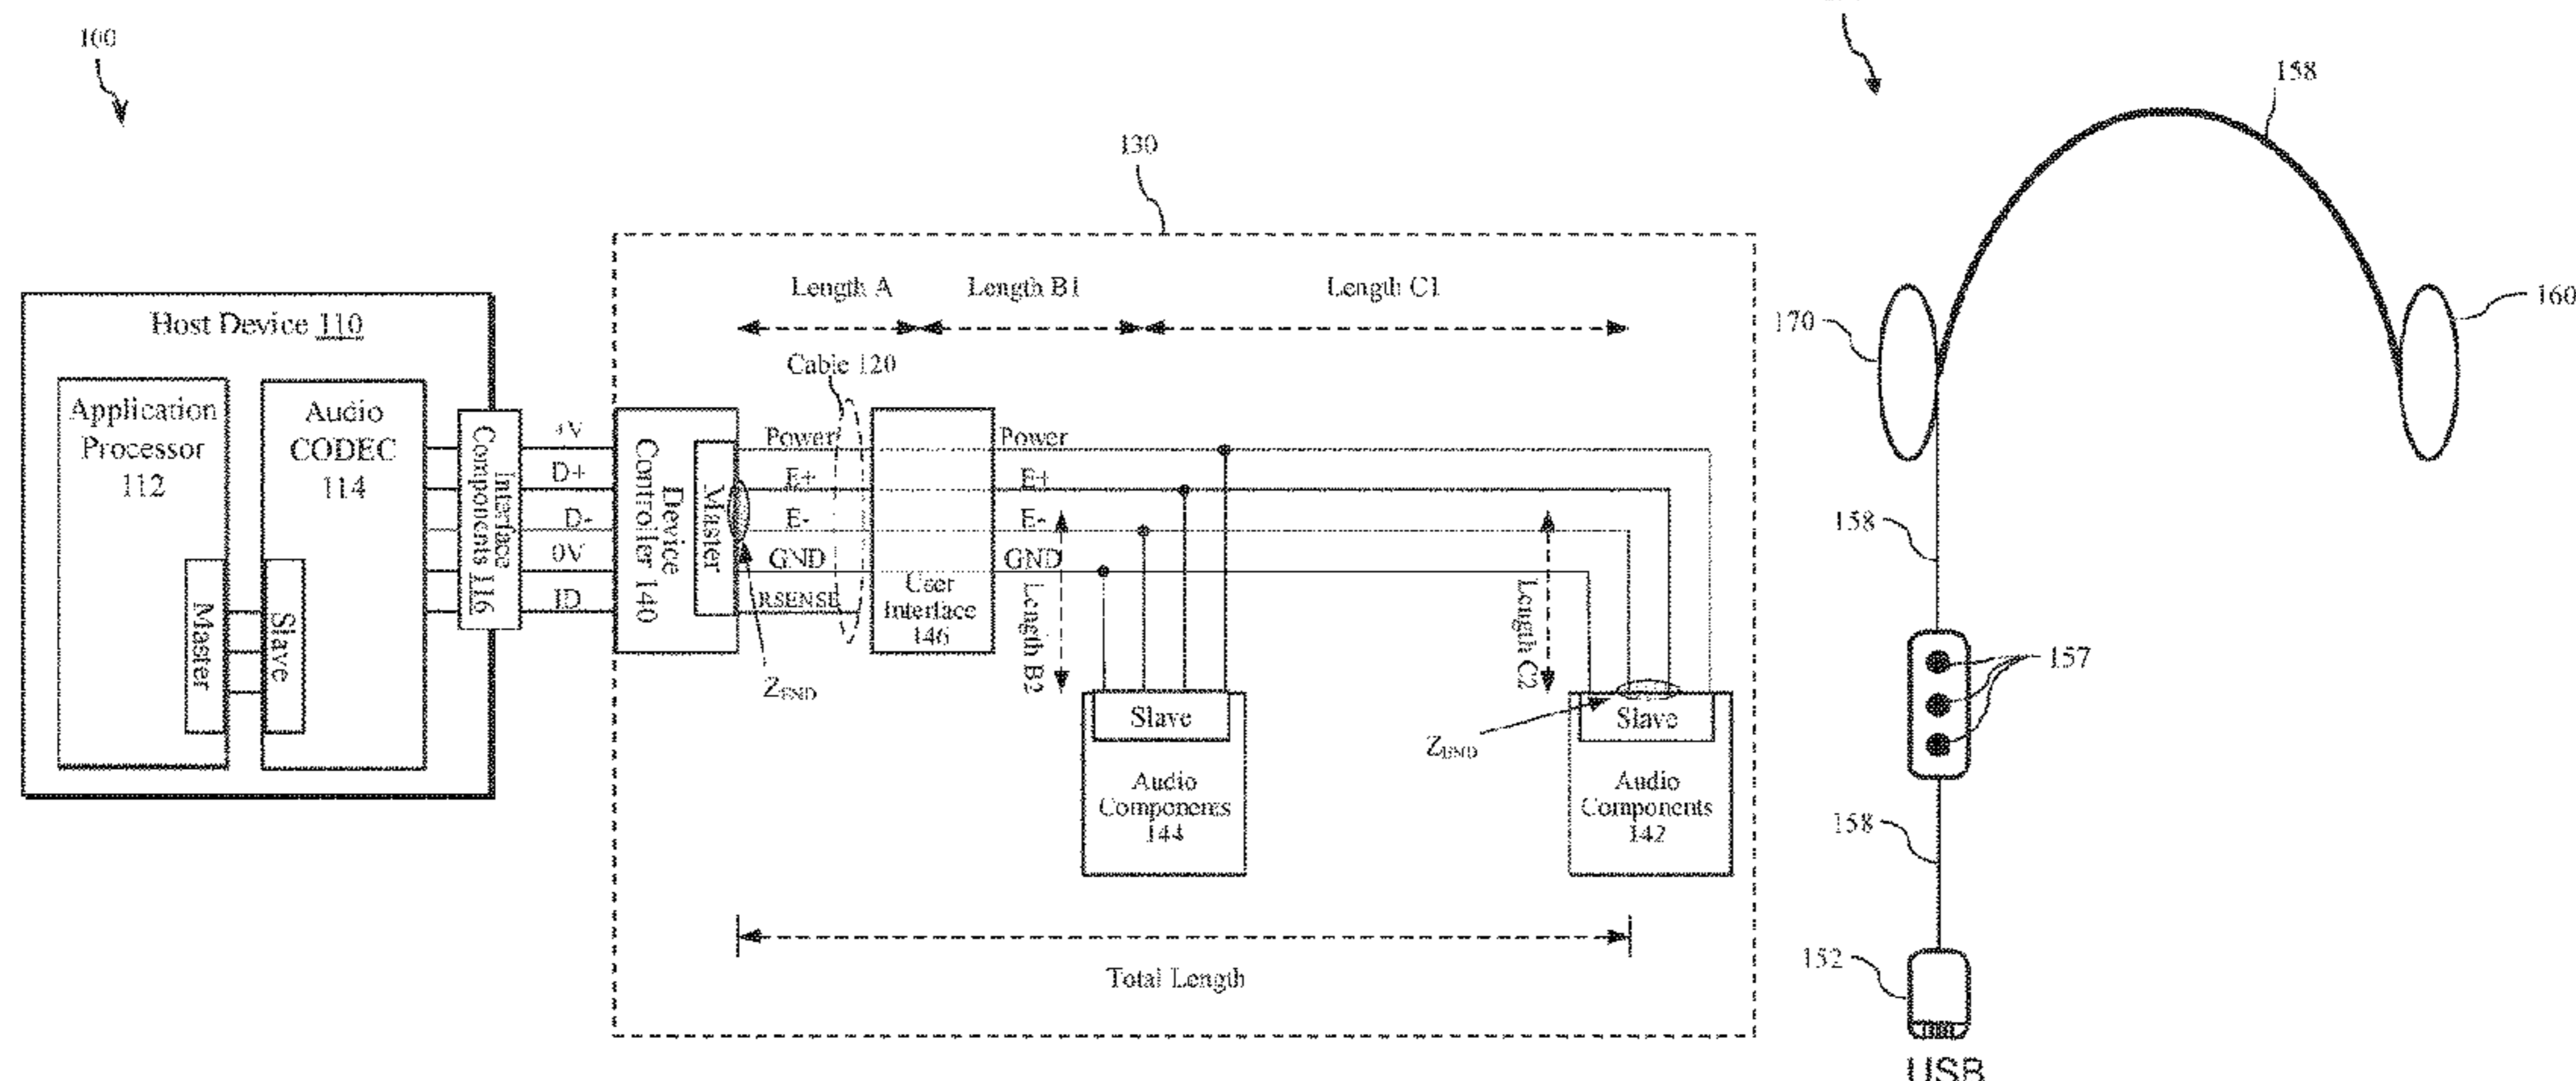 100
158
130
Length A
Length B1
Length C1
160
Host Device 110
170
Cable 120
Application
Processor
112
Audio
CODEC
114
Interface
Components 116
+V
D+
D-
0V
ID
Device
Controller 140
Master
Power
E+
E-
GND
RSENSE
User
Interface
146
Power
E+
E-
GND
Length B2
Length C2
158
Master
Slave
157
ZEND
Slave
ZEND
Slave
Audio
Components
144
Audio
Components
142
158
152
Total Length
USB